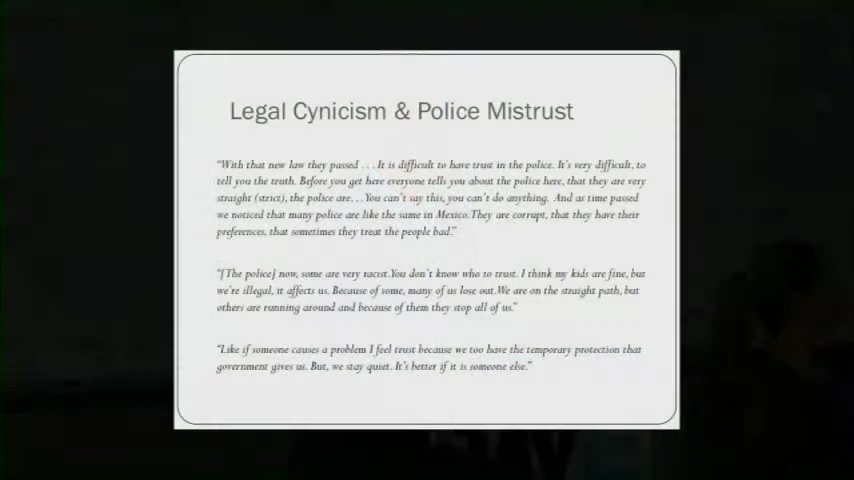 Legal Cynicism & Police Mistrust
“With that new law they passed . . . It is difficult to have trust in the police. It’s very difficult, to
tell you the truth. Before you get here everyone tells you about the police here, that they are very
straight (strict), the police are. . . You can’t say this, you can’t do anything. And as time passed
we noticed that many police are like the same in Mexico. They are corrupt, that they have their
preferences, that sometimes they treat the people bad.”
“[The police] now, some are very racist. You don’t know who to trust. I think my kids are fine, but
we’re illegal, it affects us. Because of some, many of us lose out. We are on the straight path, but
others are running around and because of them they stop all of us.”
“Like if someone causes a problem I feel trust because we too have the temporary protection that
government gives us. But, we stay quiet. It’s better if it is someone else.”